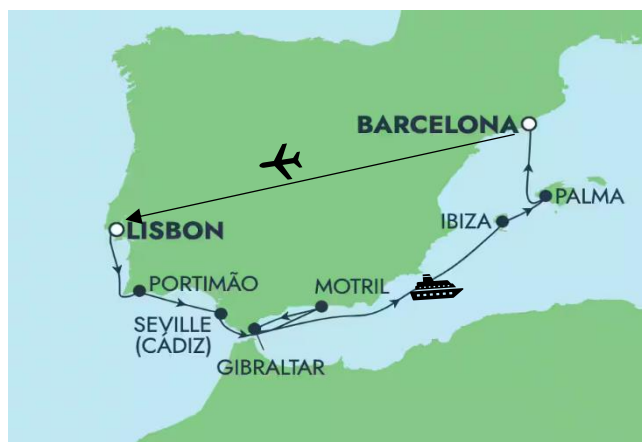 BARCELONA
PALMA
IBIZA
LISBON
PORTIMÃO
MOTRIL
SEVILLE
(CÁDIZ)
GIBRALTAR